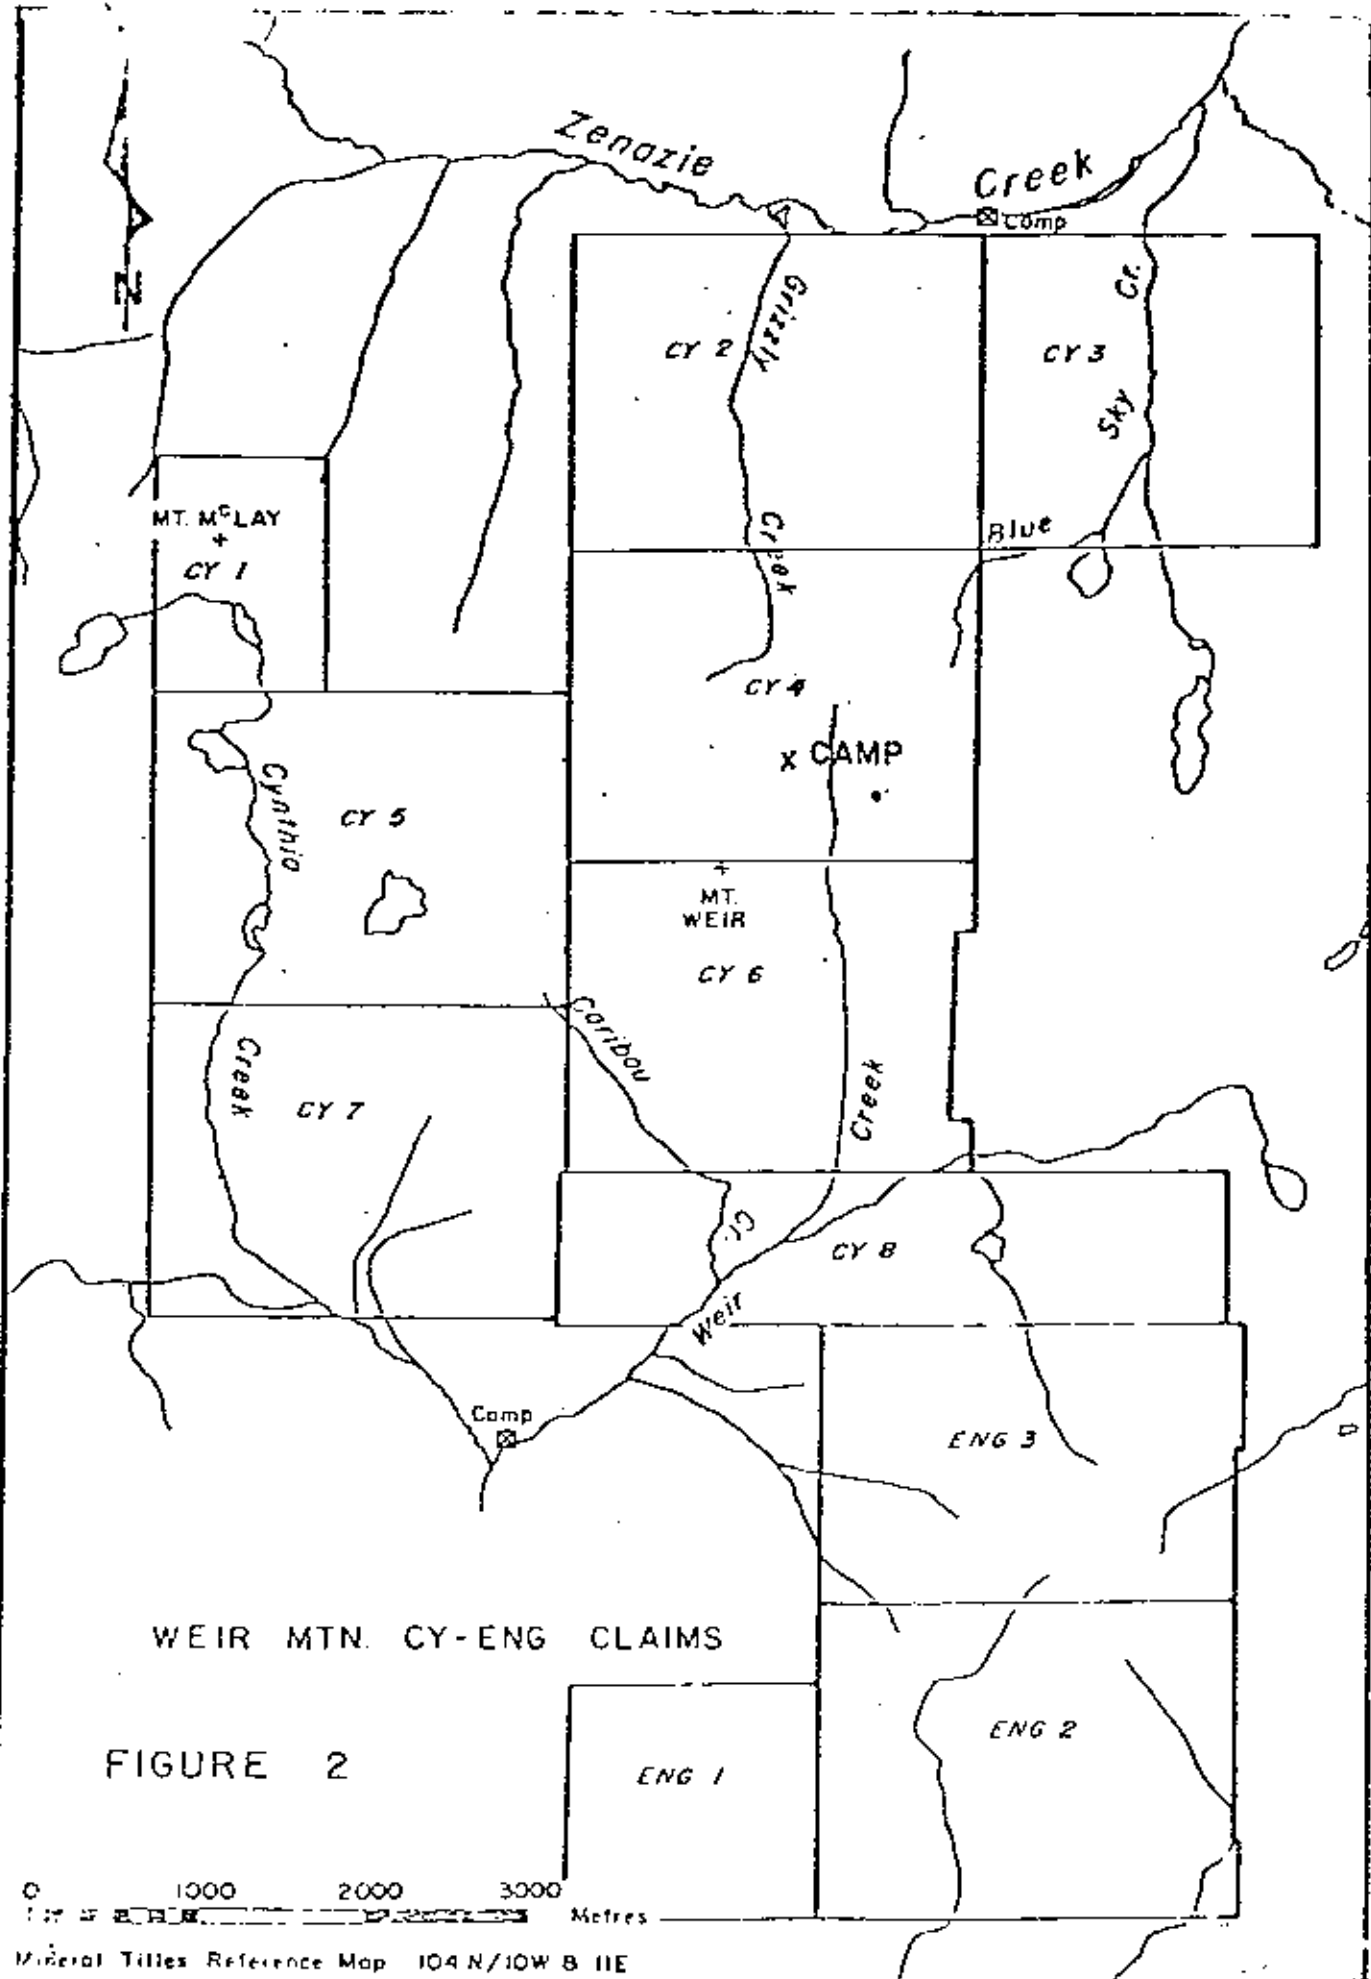 Zenazie Creek
Comp
N
Grizzly
CY 2
CY 3
Sky Cr.
MT. McLAY
CY 1
Creek
Blue
CY 4
x CAMP
Cynthia
CY 5
MT.
WEIR
CY 6
Caribou
Creek
CY 7
Creek
Cr.
CY 8
Weir
Comp
ENG 3
WEIR MTN. CY-ENG CLAIMS
ENG 2
FIGURE 2
ENG 1
0 1000 2000 3000
Metres
Mineral Titles Reference Map 104 N/10W & 11E